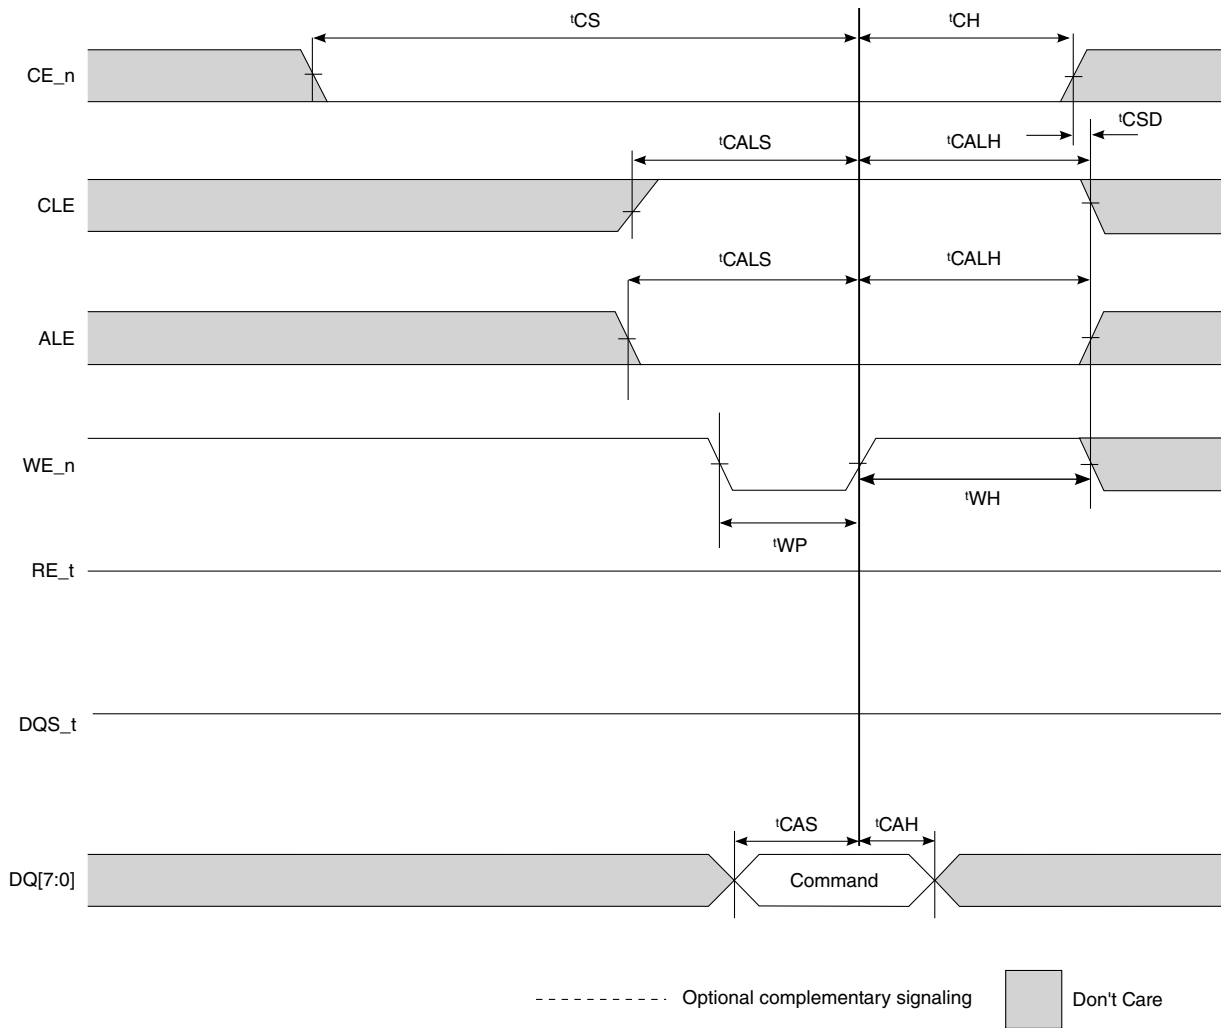 tCS
tCH
CE_n
tCSD
tCALS
tCALH
CLE
tCALS
tCALH
ALE
WE_n
tWH
tWP
RE_t
DQS_t
tCAS
tCAH
DQ[7:0]
Command
Optional complementary signaling
Don't Care